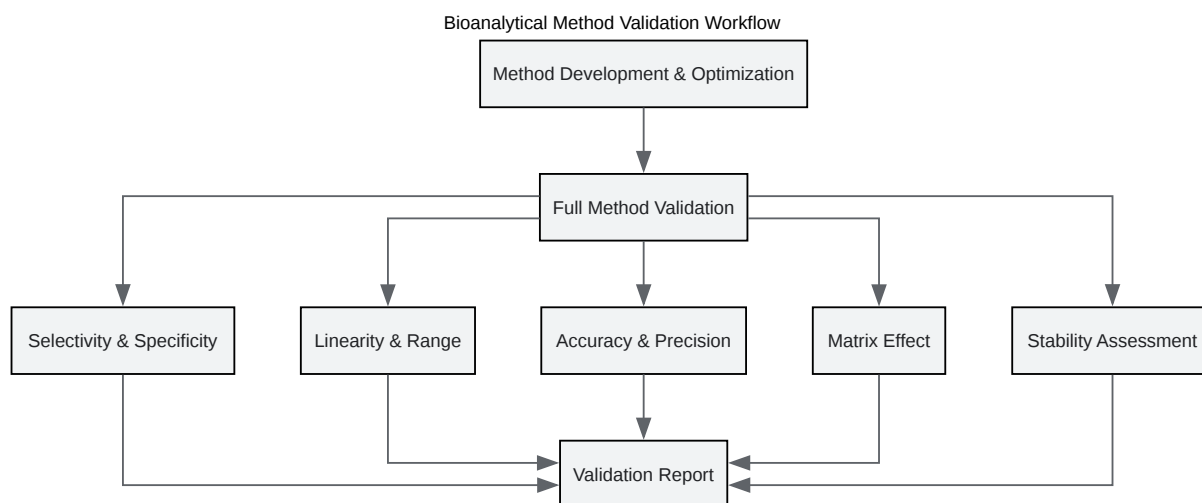 Bioanalytical Method Validation Workflow
Method Development & Optimization
Full Method Validation
Selectivity & Specificity
Linearity & Range
Accuracy & Precision
Matrix Effect
Stability Assessment
Validation Report